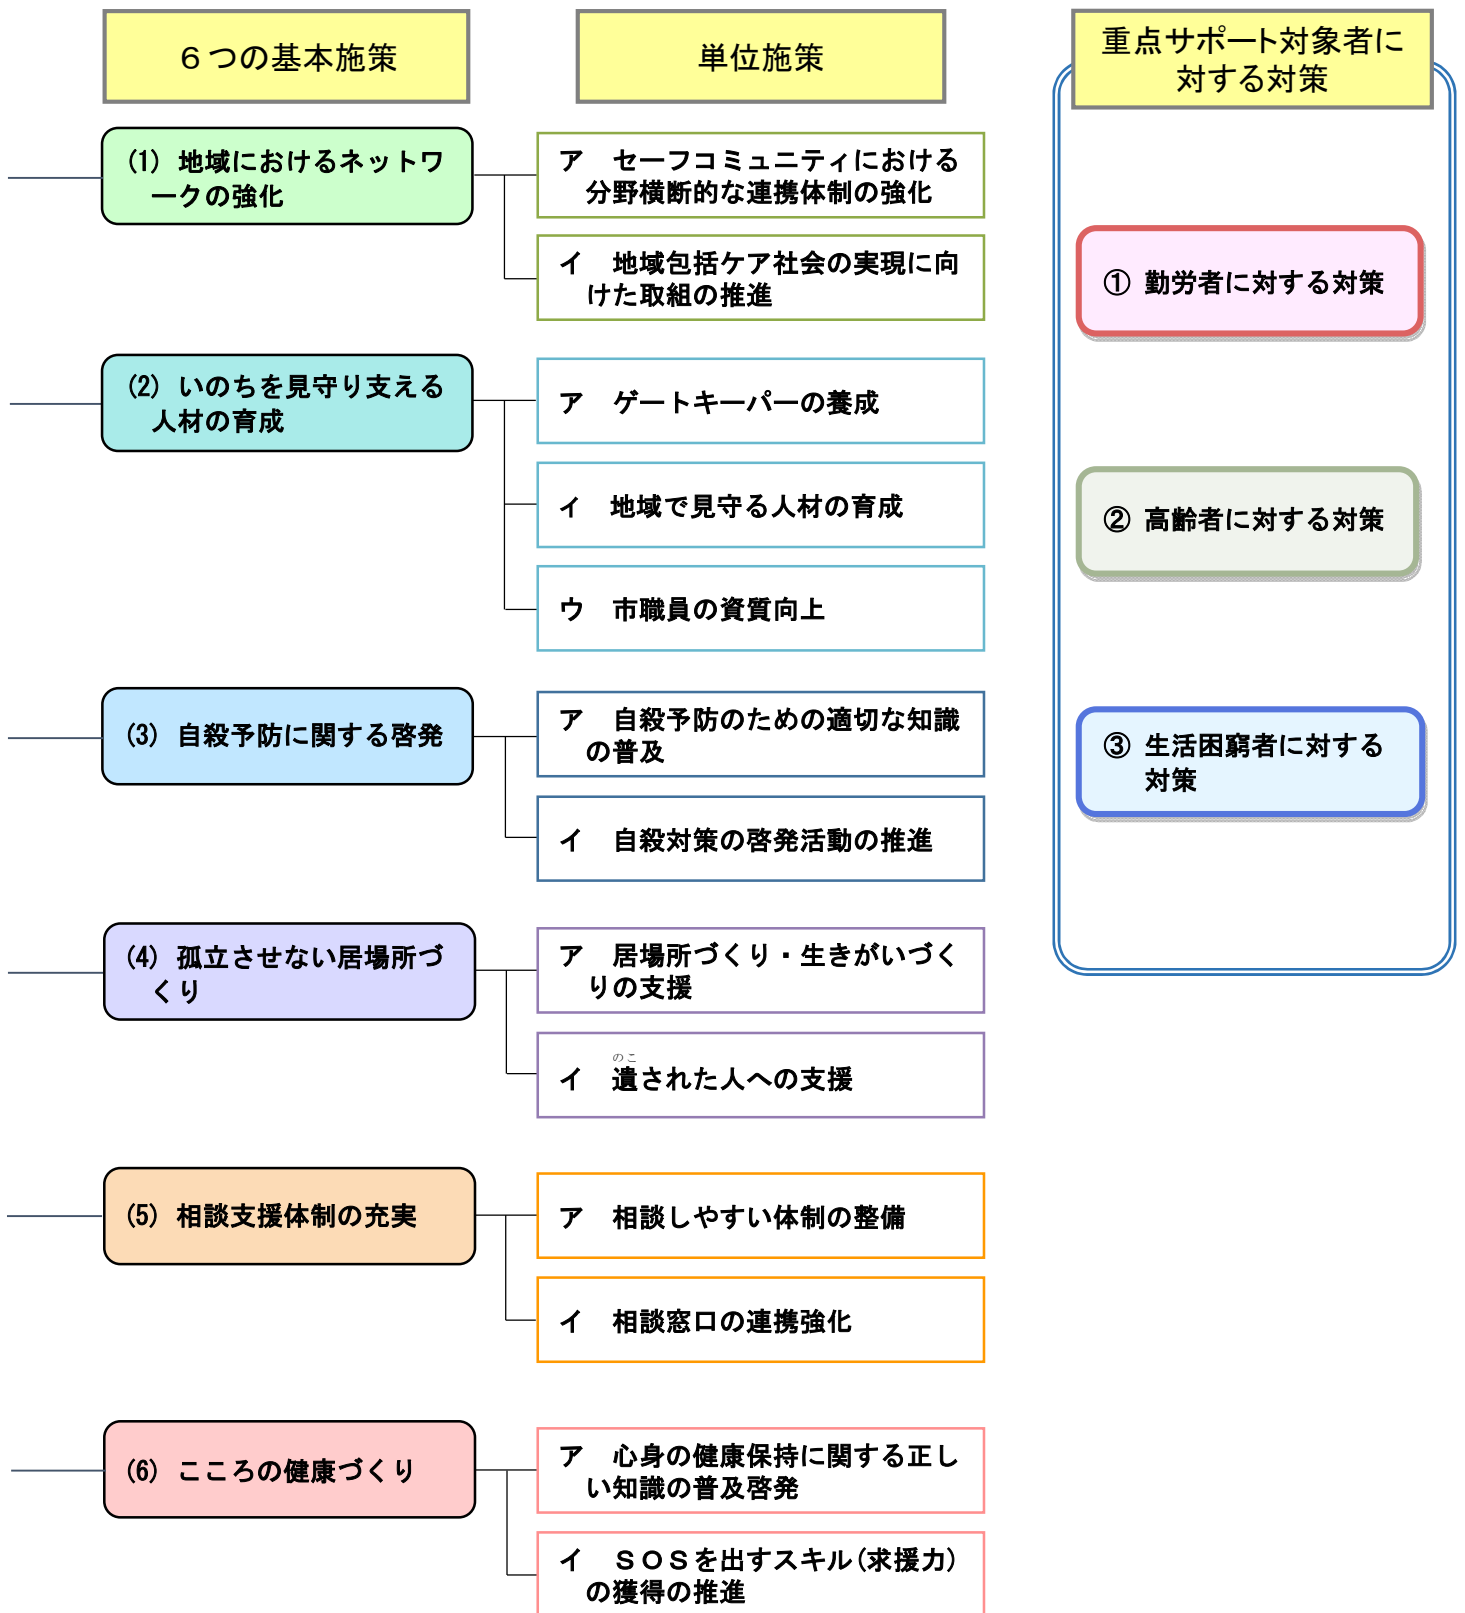 ６つの基本施策
単位施策
重点サポート対象者に
対する対策
(1) 地域におけるネットワ
ークの強化
ア　セーフコミュニティにおける
分野横断的な連携体制の強化
イ　地域包括ケア社会の実現に向
けた取組の推進
(2) いのちを見守り支える
人材の育成
ア　ゲートキーパーの養成
イ　地域で見守る人材の育成
ウ　市職員の資質向上
(3) 自殺予防に関する啓発
ア　自殺予防のための適切な知識
の普及
イ　自殺対策の啓発活動の推進
(4) 孤立させない居場所づ
くり
ア　居場所づくり・生きがいづく
りの支援
のこ
イ　遺された人への支援
(5) 相談支援体制の充実
ア　相談しやすい体制の整備
イ　相談窓口の連携強化
(6) こころの健康づくり
ア　心身の健康保持に関する正し
い知識の普及啓発
イ　ＳＯＳを出すスキル(求援力)
の獲得の推進
① 勤労者に対する対策
② 高齢者に対する対策
③ 生活困窮者に対する
対策